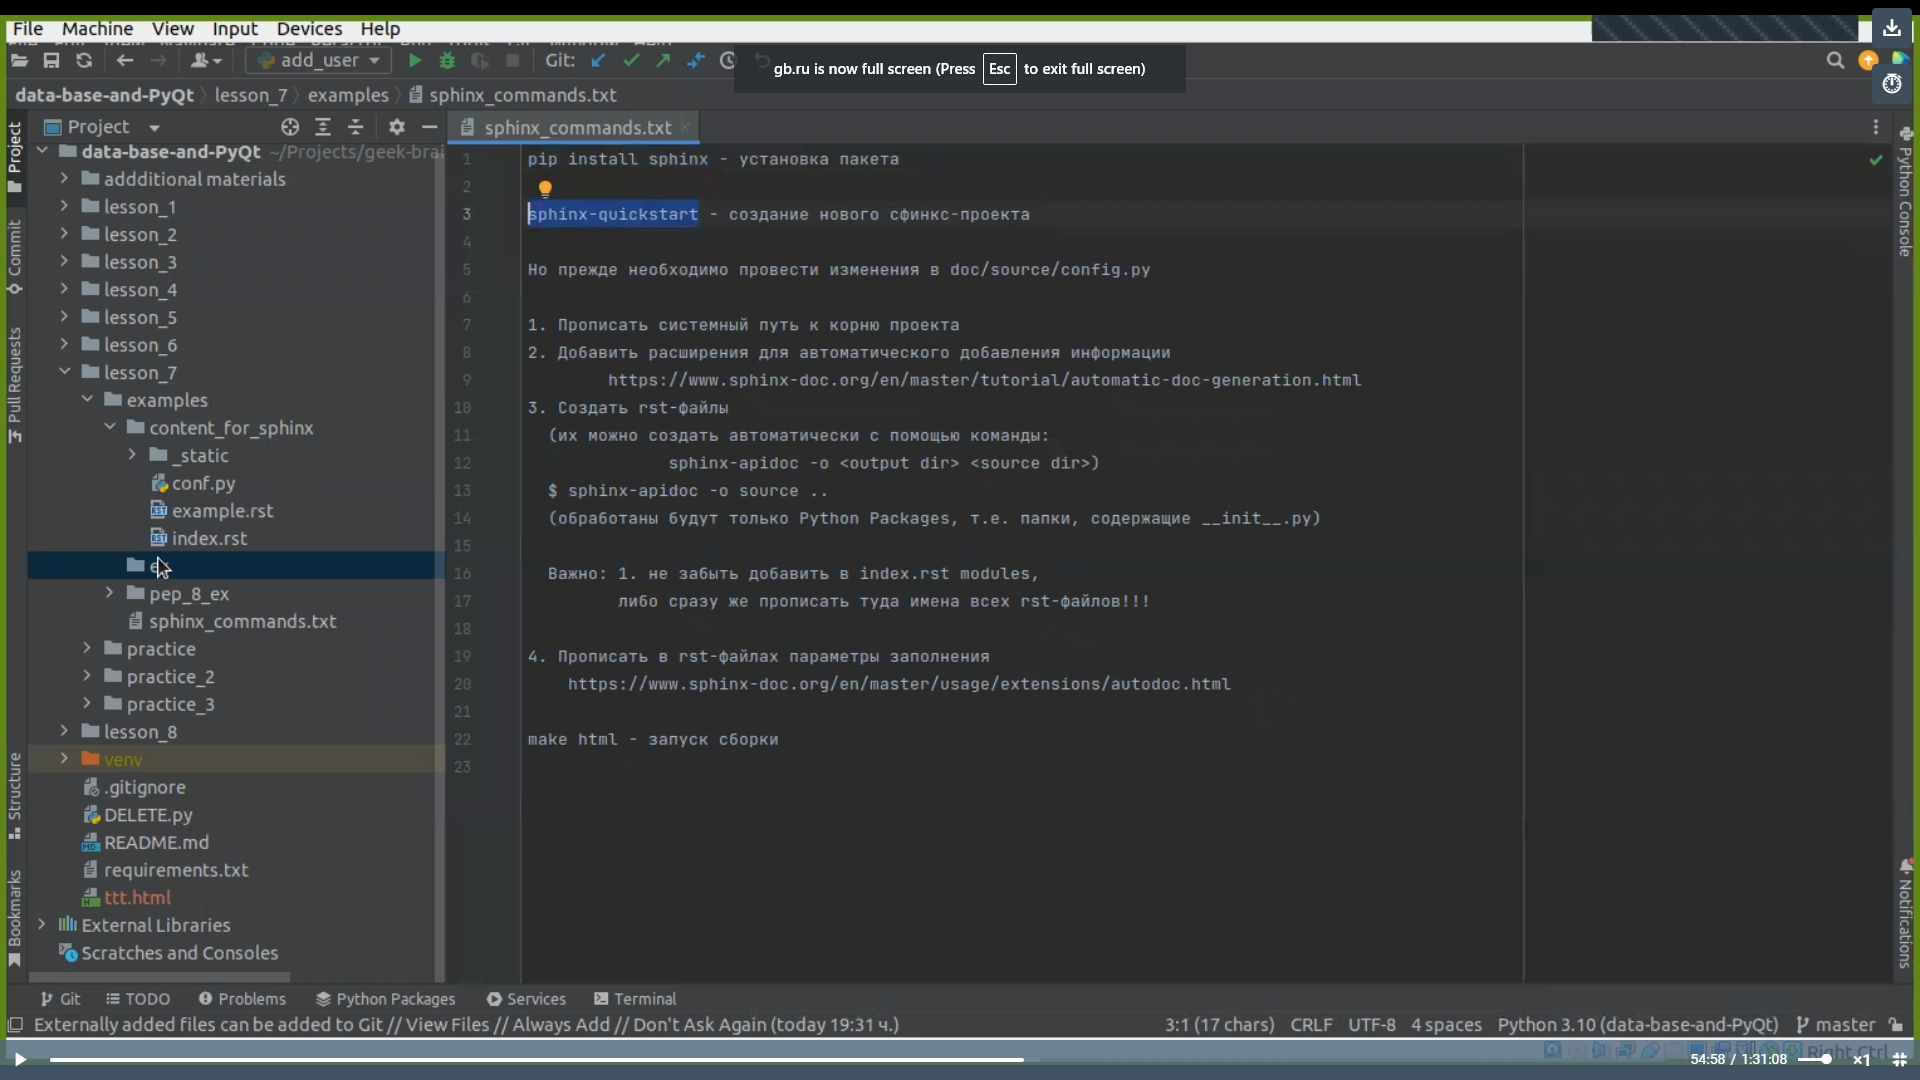 File Machine View Input Devices Help
add_user
Git:
gb.ru is now full screen (Press Esc to exit full screen)
data-base-and-PyQt lesson_7 examples sphinx_commands.txt
Project
sphinx_commands.txt
data-base-and-PyQt ~/Projects/geek-brai
addditional materials
lesson_1
lesson_2
lesson_3
lesson_4
lesson_5
lesson_6
lesson_7
examples
content_for_sphinx
_static
conf.py
example.rst
index.rst
pep_8_ex
sphinx_commands.txt
practice
practice_2
practice_3
lesson_8
venv
.gitignore
DELETE.py
README.md
requirements.txt
ttt.html
External Libraries
Scratches and Consoles
Project
Commit
Pull Requests
Structure
Bookmarks
1 pip install sphinx - установка пакета
2
3 sphinx-quickstart - создание нового сфинкс-проекта
4
5 Но прежде необходимо провести изменения в doc/source/config.py
6
7 1. Прописать системный путь к корню проекта
8 2. Добавить расширения для автоматического добавления информации
9 https://www.sphinx-doc.org/en/master/tutorial/automatic-doc-generation.html
10 3. Создать rst-файлы
11 (их можно создать автоматически с помощью команды:
12 sphinx-apidoc -o <output dir> <source dir>)
13 $ sphinx-apidoc -o source ..
14 (обработаны будут только Python Packages, т.е. папки, содержащие __init__.py)
15
16 Важно: 1. не забыть добавить в index.rst modules,
17 либо сразу же прописать туда имена всех rst-файлов!!!
18
19 4. Прописать в rst-файлах параметры заполнения
20 https://www.sphinx-doc.org/en/master/usage/extensions/autodoc.html
21
22 make html - запуск сборки
23
Python Console
Notifications
Git TODO Problems Python Packages Services Terminal
Externally added files can be added to Git // View Files // Always Add // Don't Ask Again (today 19:31 ч.)
3:1 (17 chars) CRLF UTF-8 4 spaces Python 3.10 (data-base-and-PyQt) master
Right Ctrl
54:58 / 1:31:08 ×1